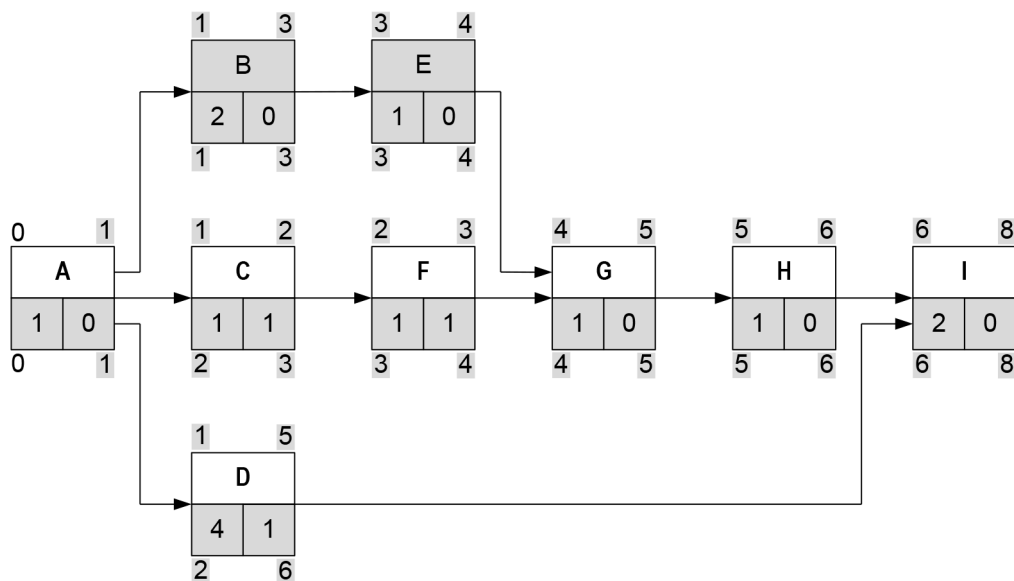 1 3 3 4
B E
2 0 1 0
1 3 3 4
0 1 1 2 2 3 4 5 5 6 6 8
A C F G H I
1 0 1 1 1 1 1 0 1 0 2 0
0 1 2 3 3 4 4 5 5 6 6 8
1 5
D
4 1
2 6